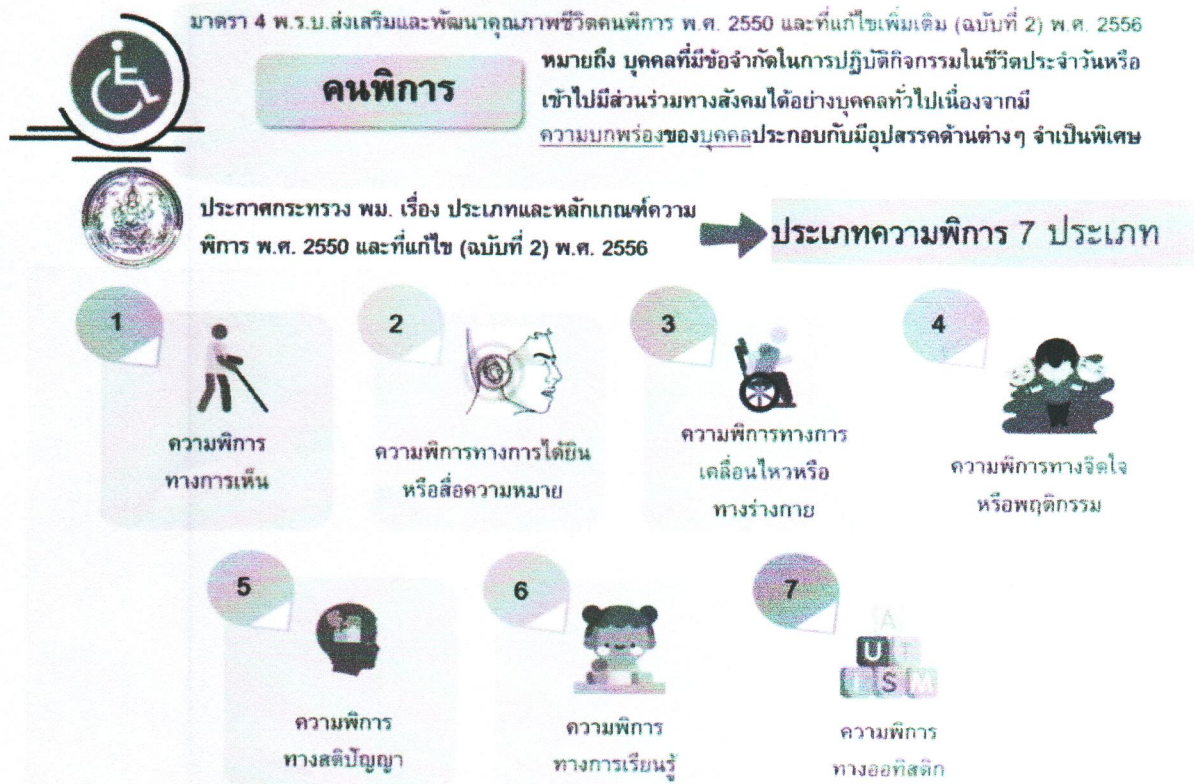 มาตรา 4 พ.ร.บ.ส่งเสริมและพัฒนาคุณภาพชีวิตคนพิการ พ.ศ. 2550 และที่แก้ไขเพิ่มเติม (ฉบับที่ 2) พ.ศ. 2556
คนพิการ
หมายถึง บุคคลที่มีข้อจำกัดในการปฏิบัติกิจกรรมในชีวิตประจำวันหรือ
เข้าไปมีส่วนร่วมทางสังคมได้อย่างบุคคลทั่วไปเนื่องจากมี
ความบกพร่องของบุคคลประกอบกับมีอุปสรรคด้านต่างๆ จำเป็นพิเศษ
ประกาศกระทรวง พม. เรื่อง ประเภทและหลักเกณฑ์ความ
พิการ พ.ศ. 2550 และที่แก้ไข (ฉบับที่ 2) พ.ศ. 2556
ประเภทความพิการ 7 ประเภท
1
ความพิการ
ทางการเห็น
2
ความพิการทางการได้ยิน
หรือสื่อความหมาย
3
ความพิการทางการ
เคลื่อนไหวหรือ
ทางร่างกาย
4
ความพิการทางจิตใจ
หรือพฤติกรรม
5
ความพิการ
ทางสติปัญญา
6
ความพิการ
ทางการเรียนรู้
7
A
U T
I S M
ความพิการ
ทางออทิสติก